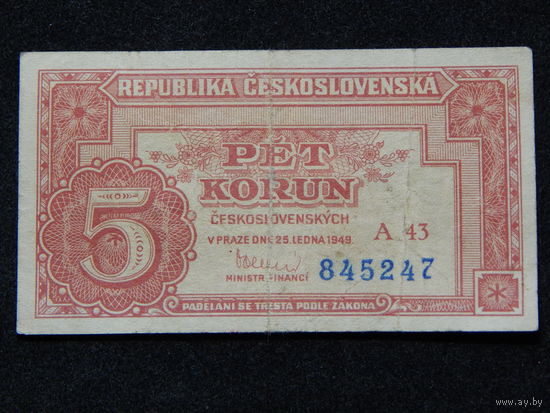 REPUBLIKA ČESKOSLOVENSKÁ
PĚT
KORUN
ČESKOSLOVENSKÝCH
V PRAZE DNE 25. LEDNA 1949.
A 43
MINISTR FINANCÍ
845247
5
PADĚLÁNÍ SE TRESTÁ PODLE ZÁKONA
www.ay.by